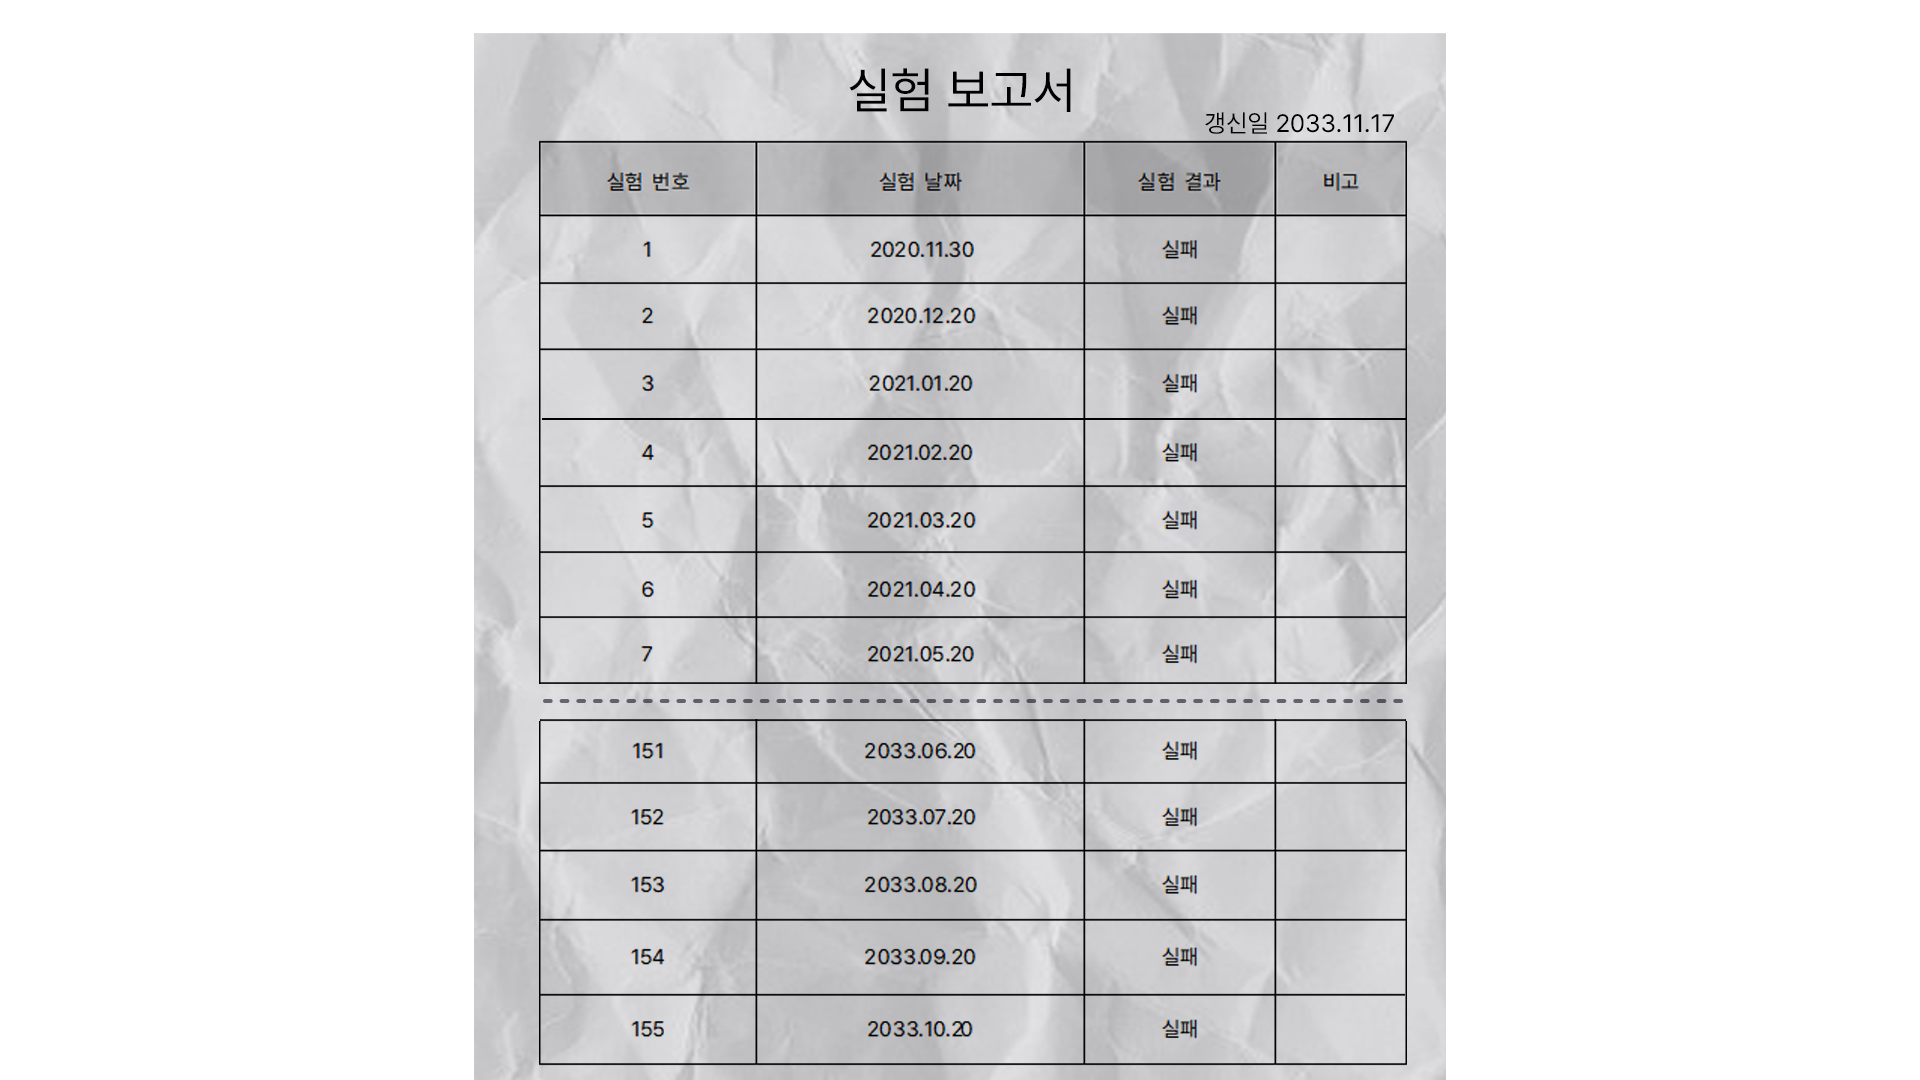 실험 보고서
갱신일 2033.11.17
실험 번호 실험 날짜 실험 결과 비고
1 2020.11.30 실패
2 2020.12.20 실패
3 2021.01.20 실패
4 2021.02.20 실패
5 2021.03.20 실패
6 2021.04.20 실패
7 2021.05.20 실패
151 2033.06.20 실패
152 2033.07.20 실패
153 2033.08.20 실패
154 2033.09.20 실패
155 2033.10.20 실패